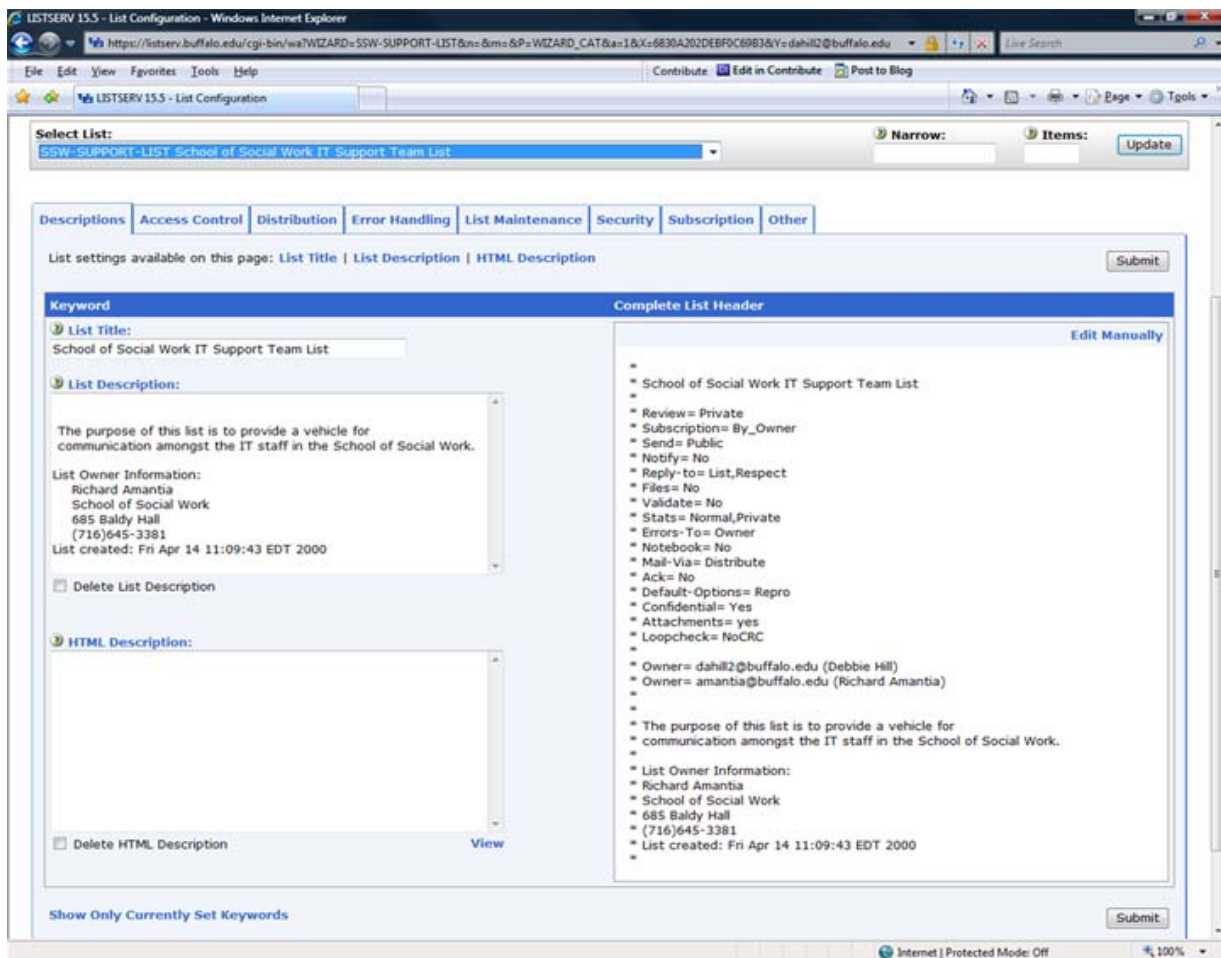 LISTSERV 15.5 - List Configuration - Windows Internet Explorer
https://listserv.buffalo.edu/cgi-bin/wa?WIZARD=SSW-SUPPORT-LIST&n=&m=&P=WIZARD_CAT&a=1&X=6830A202DEBF0C69B3&Y=dahill2@buffalo.edu
Live Search
File Edit View Favorites Tools Help
Contribute Edit in Contribute Post to Blog
LISTSERV 15.5 - List Configuration
Page Tools
Select List:
Narrow:
Items:
SSW-SUPPORT-LIST School of Social Work IT Support Team List
Update
Descriptions Access Control Distribution Error Handling List Maintenance Security Subscription Other
List settings available on this page: List Title | List Description | HTML Description
Submit
Keyword
List Title:
School of Social Work IT Support Team List
List Description:
The purpose of this list is to provide a vehicle for
communication amongst the IT staff in the School of Social Work.
List Owner Information:
Richard Amantia
School of Social Work
685 Baldy Hall
(716)645-3381
List created: Fri Apr 14 11:09:43 EDT 2000
Delete List Description
HTML Description:
Delete HTML Description
View
Complete List Header
Edit Manually
*
* School of Social Work IT Support Team List
*
* Review= Private
* Subscription= By_Owner
* Send= Public
* Notify= No
* Reply-to= List,Respect
* Files= No
* Validate= No
* Stats= Normal,Private
* Errors-To= Owner
* Notebook= No
* Mail-Via= Distribute
* Ack= No
* Default-Options= Repro
* Confidential= Yes
* Attachments= yes
* Loopcheck= NoCRC
*
* Owner= dahill2@buffalo.edu (Debbie Hill)
* Owner= amantia@buffalo.edu (Richard Amantia)
*
*
* The purpose of this list is to provide a vehicle for
* communication amongst the IT staff in the School of Social Work.
*
* List Owner Information:
* Richard Amantia
* School of Social Work
* 685 Baldy Hall
* (716)645-3381
* List created: Fri Apr 14 11:09:43 EDT 2000
*
Show Only Currently Set Keywords
Submit
Internet | Protected Mode: Off
100%